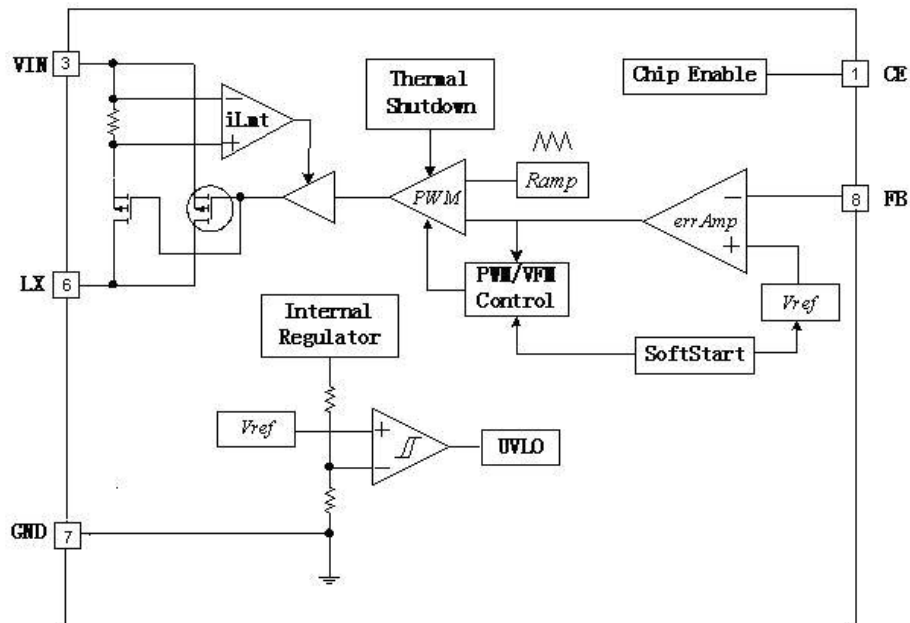 VIN 3
Thermal
Shutdown
Chip Enable
1 CE
-
iLmt
+
PWM
Ramp
-
errAmp
+
8 FB
LX 6
PWM/VFM
Control
Vref
Internal
Regulator
SoftStart
Vref
+
-
UVLO
GND 7